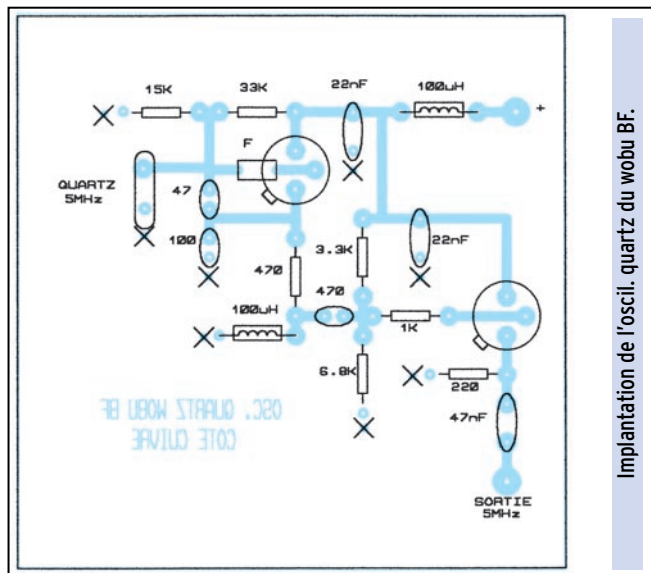 15K
33K
22nF
100uH
+
F
QUARTZ
5MHz
47
100
22nF
3.3K
470
470
100uH
1K
6.8K
220
47nF
OSC. QUARTZ WOBU BF
COTE CUIVRE
SORTIE
5MHz
Implantation de l'oscil. quartz du wobu BF.